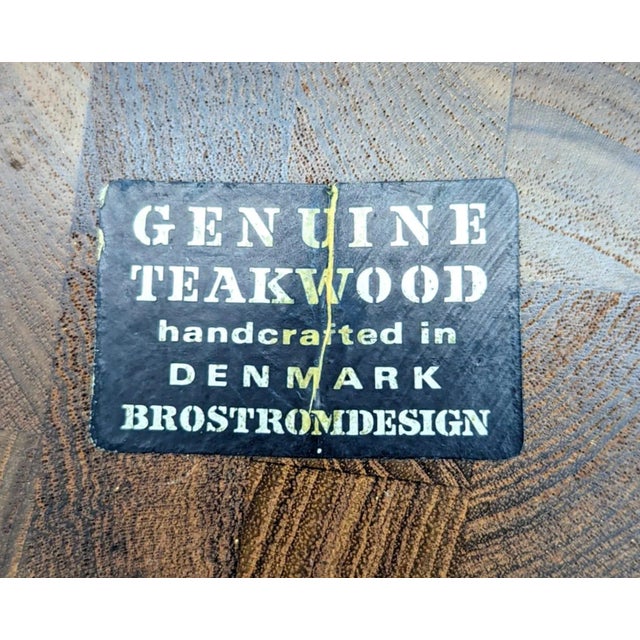 GENUINE
TEAKWOOD
handcrafted in
DENMARK
BROSTROMDESIGN